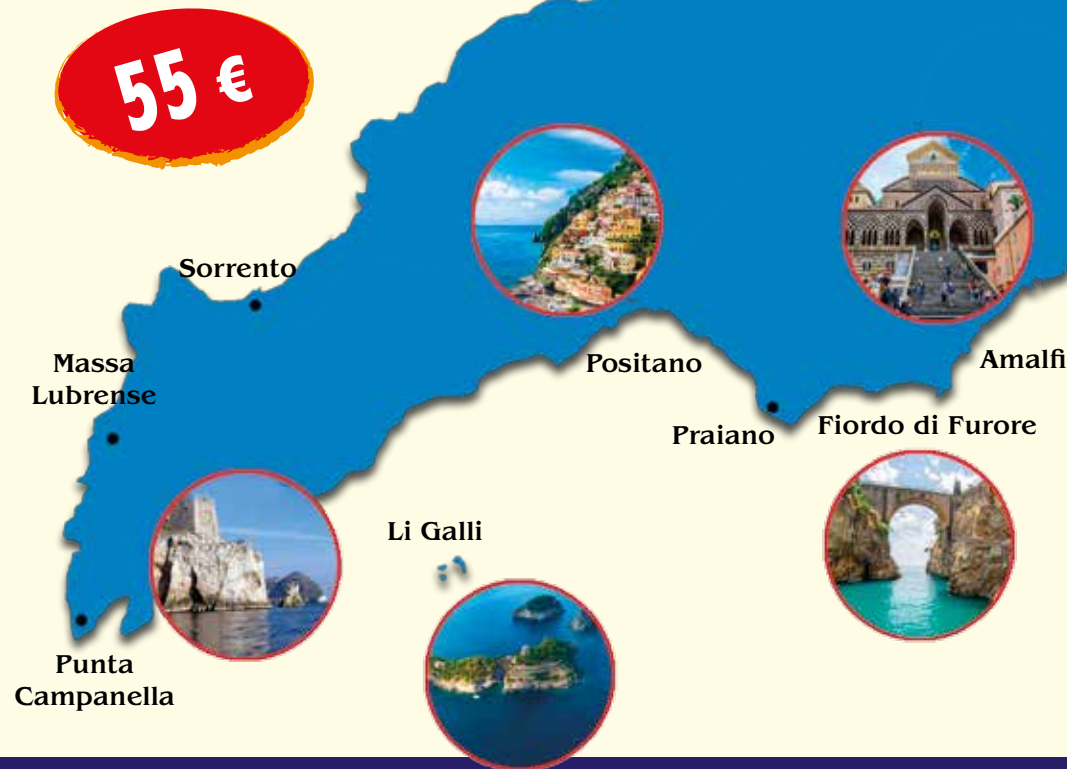 55 €
Sorrento
Massa
Lubrense
Positano
Amalfi
Praiano
Fiordo di Furore
Li Galli
Punta
Campanella